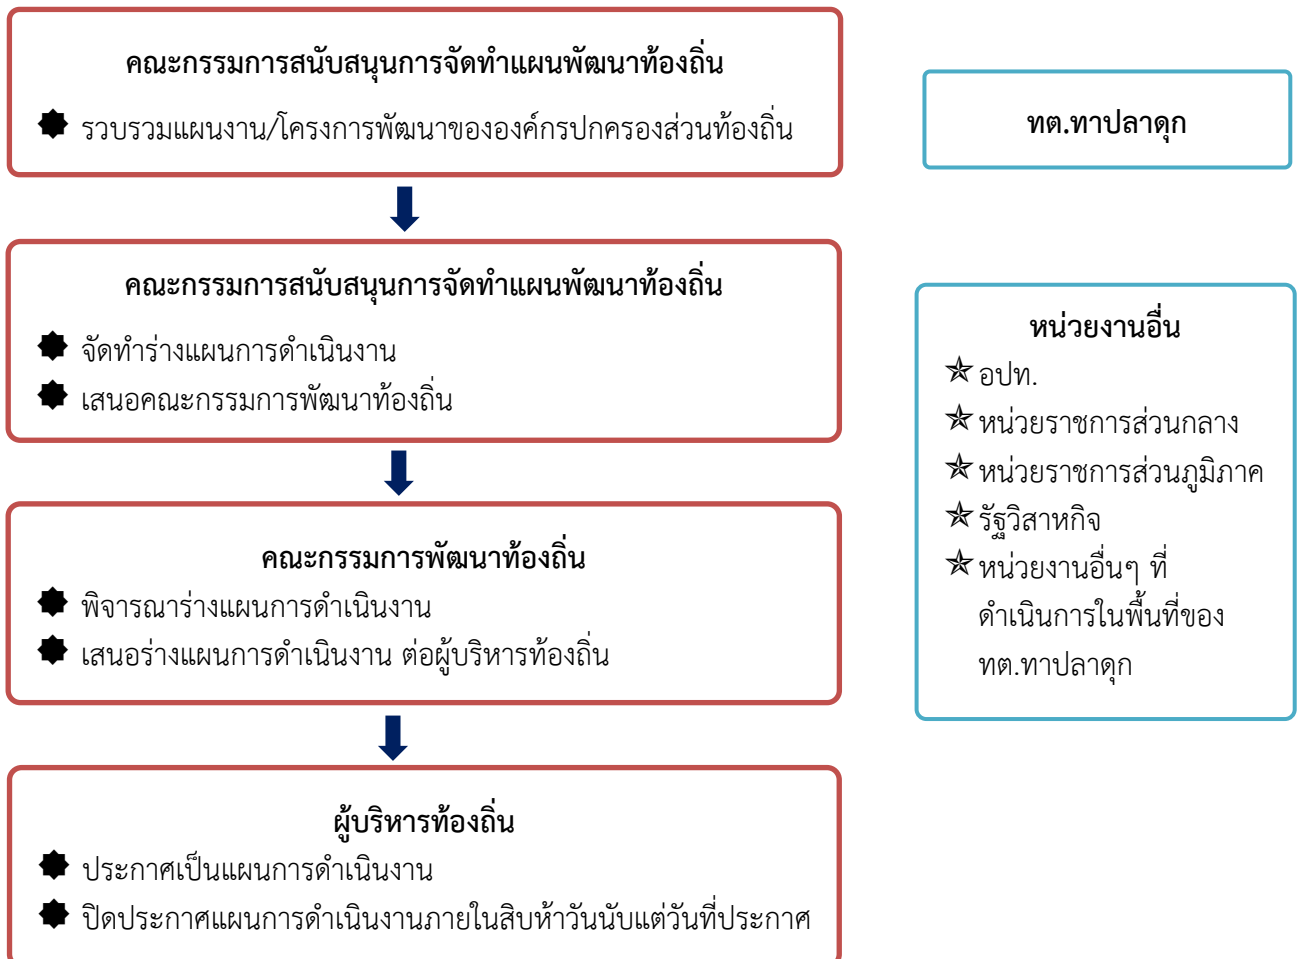 คณะกรรมการสนับสนุนการจัดทำแผนพัฒนาท้องถิ่น
รวบรวมแผนงาน/โครงการพัฒนาขององค์กรปกครองส่วนท้องถิ่น
ทต.ทาปลาดุก
คณะกรรมการสนับสนุนการจัดทำแผนพัฒนาท้องถิ่น
จัดทำร่างแผนการดำเนินงาน
เสนอคณะกรรมการพัฒนาท้องถิ่น
หน่วยงานอื่น
อปท.
หน่วยราชการส่วนกลาง
หน่วยราชการส่วนภูมิภาค
รัฐวิสาหกิจ
หน่วยงานอื่นๆ ที่
ดำเนินการในพื้นที่ของ
ทต.ทาปลาดุก
คณะกรรมการพัฒนาท้องถิ่น
พิจารณาร่างแผนการดำเนินงาน
เสนอร่างแผนการดำเนินงาน ต่อผู้บริหารท้องถิ่น
ผู้บริหารท้องถิ่น
ประกาศเป็นแผนการดำเนินงาน
ปิดประกาศแผนการดำเนินงานภายในสิบห้าวันนับแต่วันที่ประกาศ